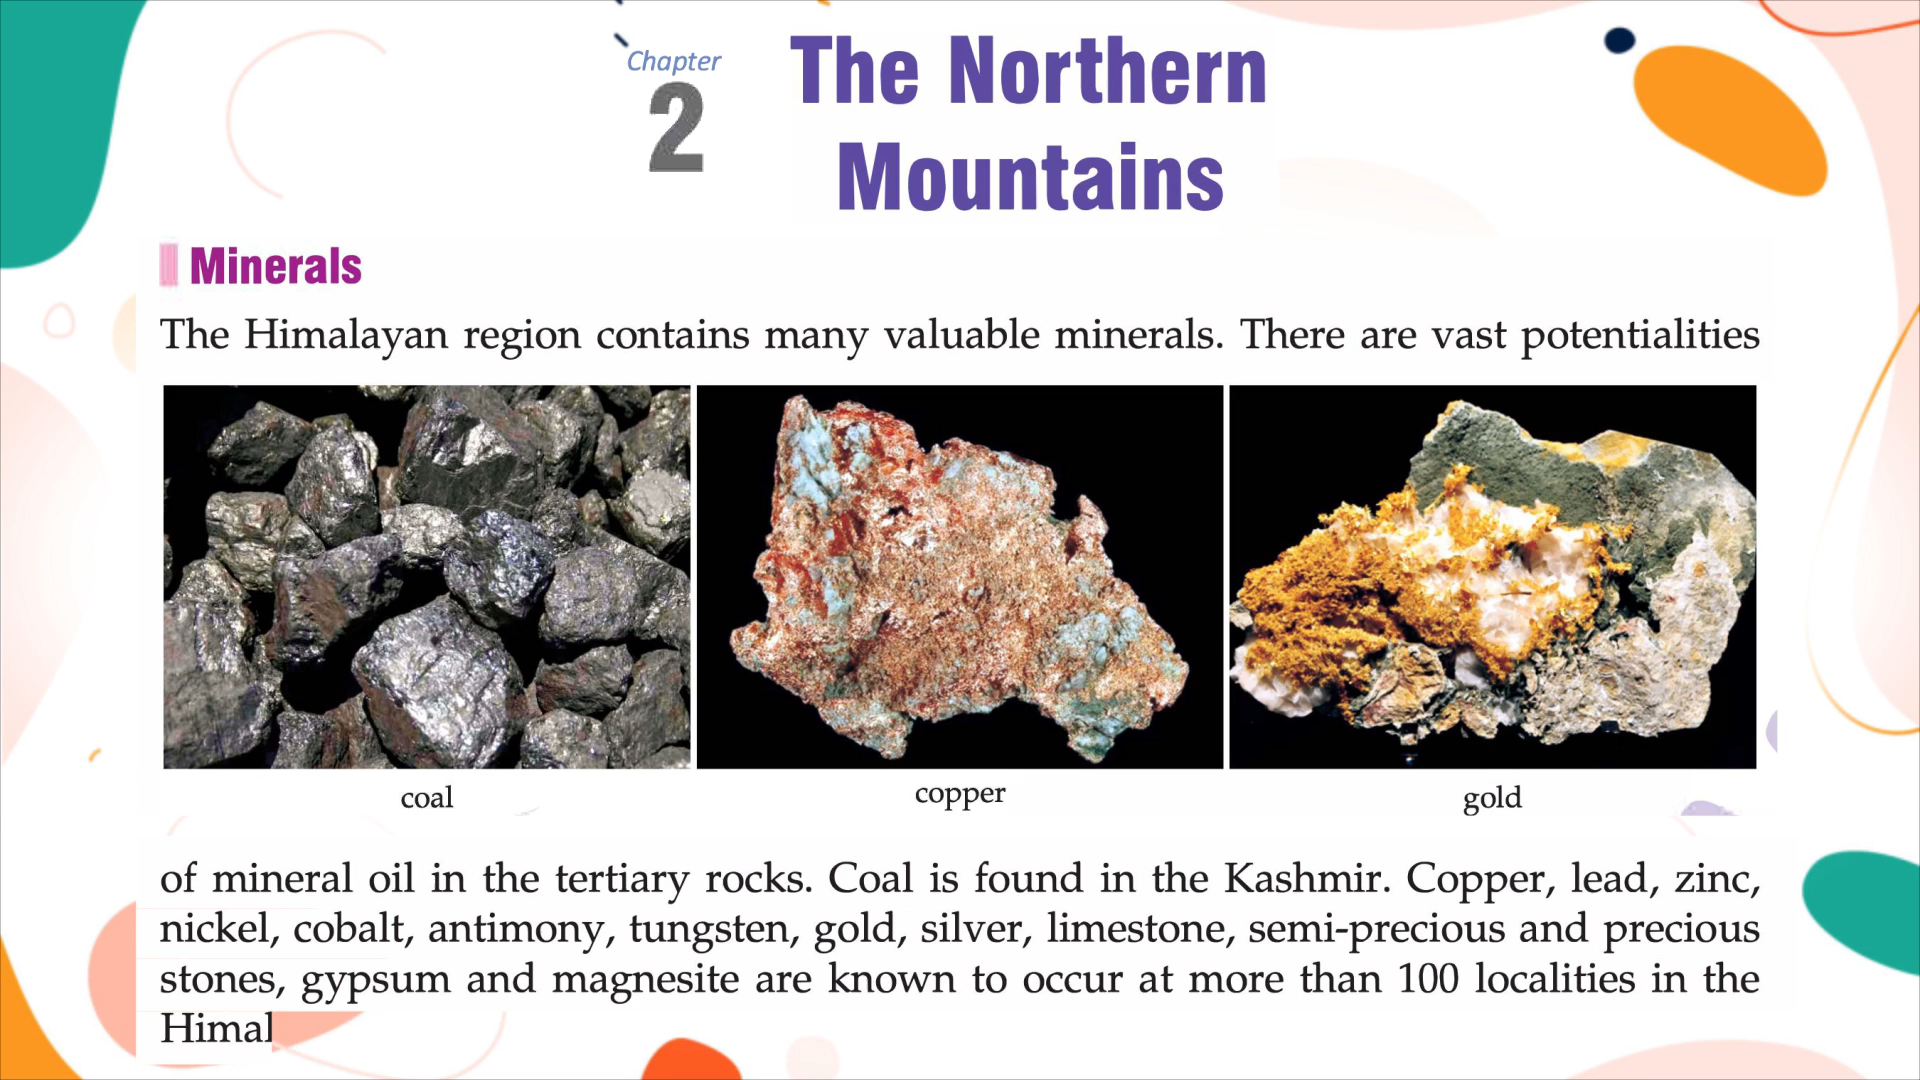 Chapter
2
The Northern
Mountains
Minerals
The Himalayan region contains many valuable minerals. There are vast potentialities
coal
copper
gold
of mineral oil in the tertiary rocks. Coal is found in the Kashmir. Copper, lead, zinc,
nickel, cobalt, antimony, tungsten, gold, silver, limestone, semi-precious and precious
stones, gypsum and magnesite are known to occur at more than 100 localities in the
Himal